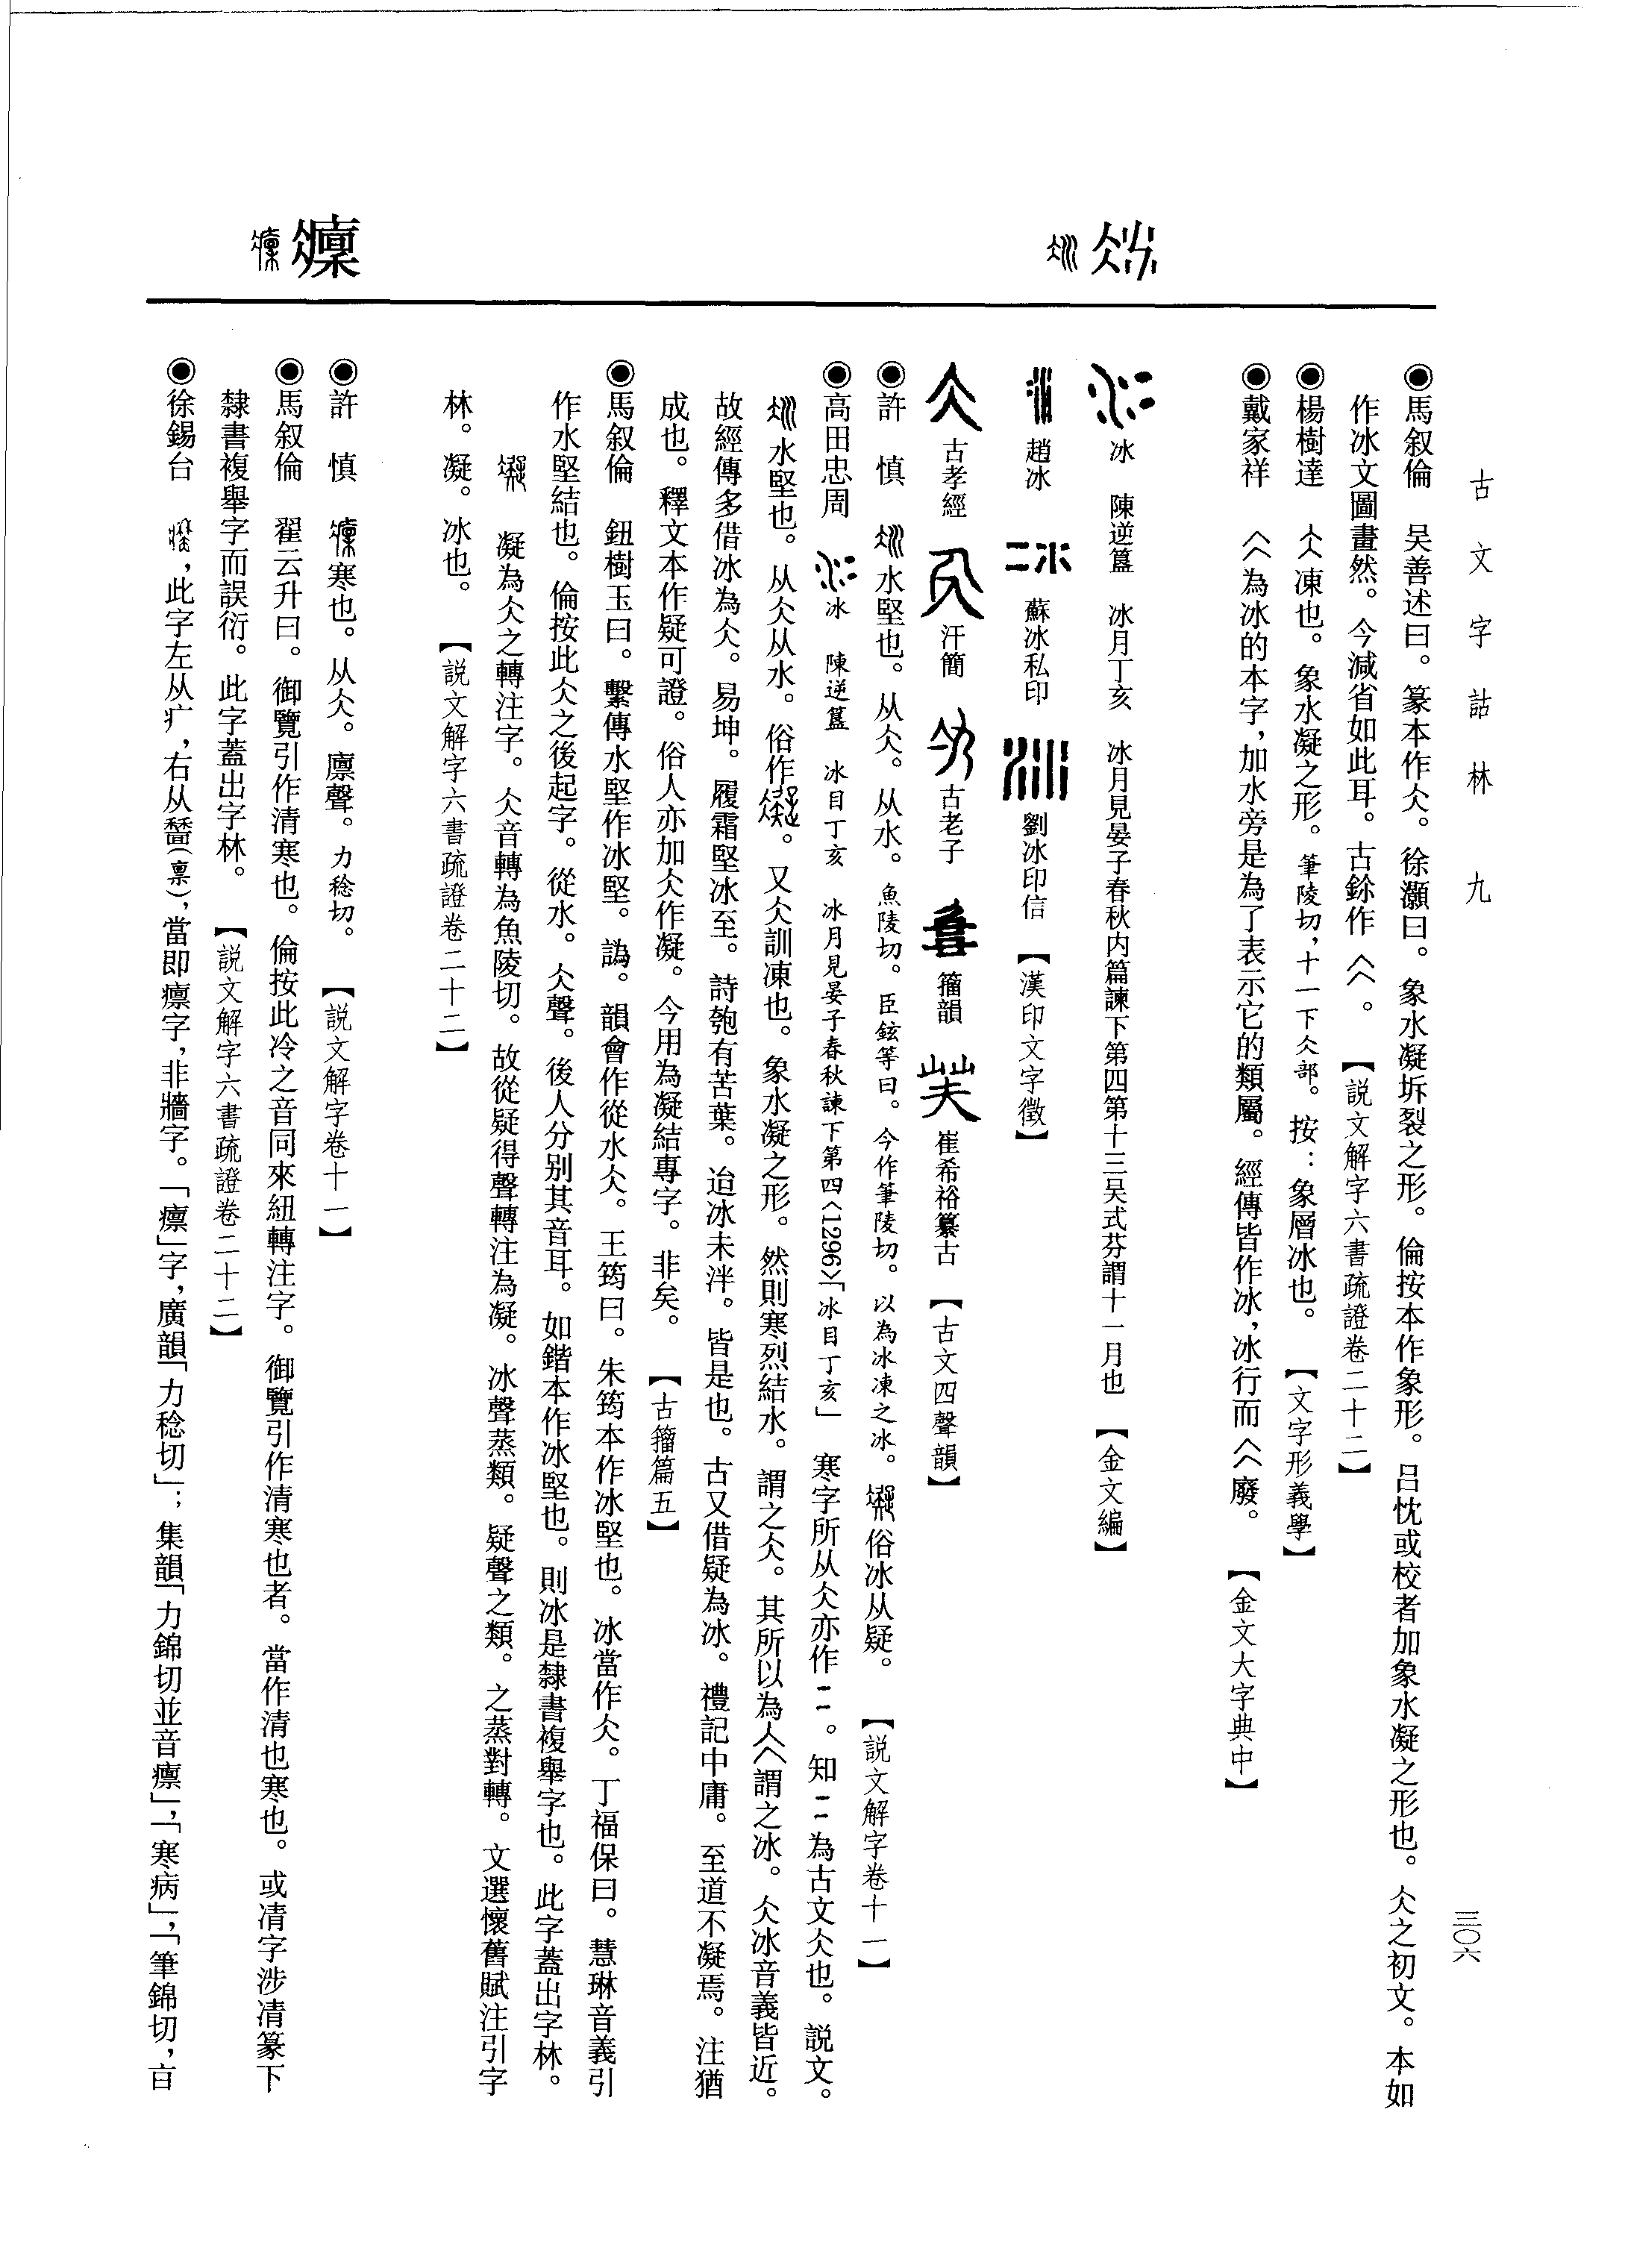 古文字詁林　九
三〇六
◉馬叙倫　吴善述曰。篆本作仌。徐灝曰。象水凝坼裂之形。倫按本作象形。吕忱或校者加象水凝之形也。仌之初文。本如
作冰文圖畫然。今減省如此耳。古鉩作。【説文解字六書疏證卷二十二】
◉楊樹達　仌凍也。象水凝之形。筆陵切，十一下仌部。按：象層冰也。【文字形義學】
◉戴家祥　仌為冰的本字，加水旁是為了表示它的類屬。經傳皆作冰，冰行而仌廢。【金文大字典中】
冰　陳逆簋　冰月丁亥　冰月見晏子春秋内篇諫下第四第十三吴式芬謂十一月也【金文編】
趙冰　蘇冰私印　劉冰印信【漢印文字徵】
古孝經　汗簡　古老子　籀韻　崔希裕纂古【古文四聲韻】
◉許　慎　水堅也。从仌。从水。魚陵切。臣鉉等曰。今作筆陵切。以為冰凍之冰。俗冰从疑。【説文解字卷十一】
◉高田忠周　冰　陳逆簋　冰月丁亥　冰月見晏子春秋諫下第四<1296>「冰月丁亥」　寒字所从仌亦作。知為古文仌也。説文。
水堅也。从仌从水。俗作。又仌訓凍也。象水凝之形。然則寒烈結水。謂之仌。其所以為仌謂之冰。仌冰音義皆近。
故經傳多借冰為仌。易坤。履霜堅冰至。詩匏有苦葉。迨冰未泮。皆是也。古又借疑為冰。禮記中庸。至道不凝焉。注猶
成也。釋文本作疑可證。俗人亦加仌作凝。今用為凝結專字。非矣。【古籀篇五】
◉馬叙倫　鈕樹玉曰。繫傳水堅作冰堅。譌。韻會作從水仌。王筠曰。朱筠本作冰堅也。冰當作仌。丁福保曰。慧琳音義引
作水堅結也。倫按此仌之後起字。從水。仌聲。後人分别其音耳。如鍇本作冰堅也。則冰是隸書複舉字也。此字蓋出字林。
凝為仌之轉注字。仌音轉為魚陵切。故從疑得聲轉注為凝。冰聲蒸類。疑聲之類。之蒸對轉。文選懷舊賦注引字
林。凝。冰也。【説文解字六書疏證卷二十二】
◉許　慎　寒也。从仌。廩聲。力稔切。【説文解字卷十一】
◉馬叙倫　翟云升曰。御覽引作清寒也。倫按此冷之音同來紐轉注字。御覽引作清寒也者。當作清也寒也。或凊字涉凊篆下
隸書複舉字而誤衍。此字蓋出字林。【説文解字六書疏證卷二十二】
◉徐錫台　，此字左从疒，右从𣆆（禀），當即癝字，非牆字。「癝」字，廣韻「力稔切」；集韻「力錦切並音癝」，「寒病」，「筆錦切，㐭